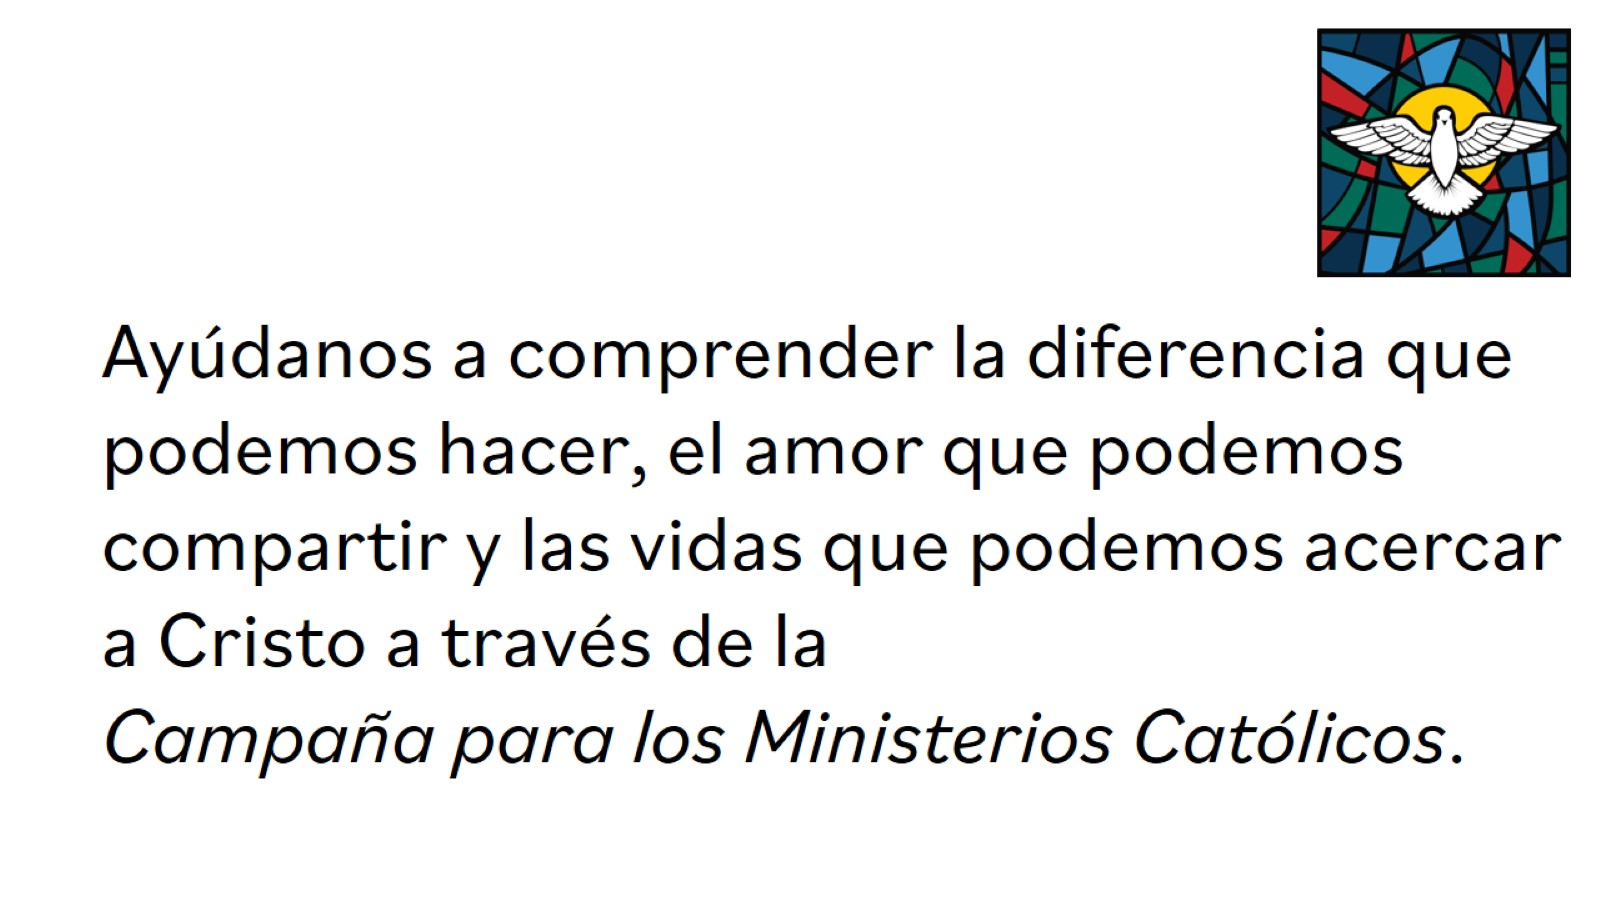 Ayúdanos a comprender la diferencia que
podemos hacer, el amor que podemos
compartir y las vidas que podemos acercar
a Cristo a través de la
Campaña para los Ministerios Católicos.